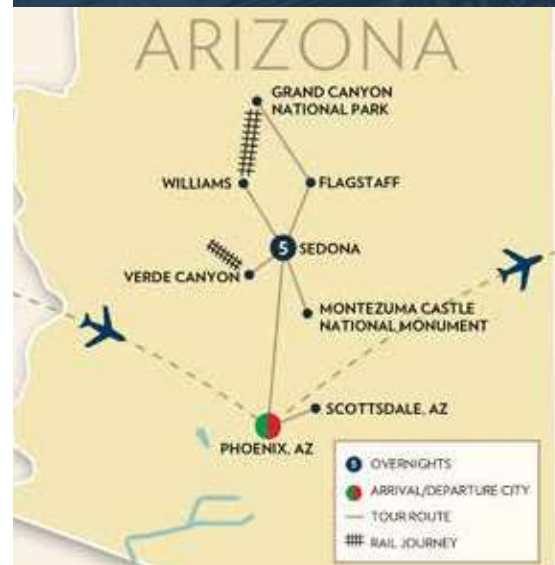 ARIZONA
GRAND CANYON
NATIONAL PARK
WILLIAMS
FLAGSTAFF
5
SEDONA
VERDE CANYON
MONTEZUMA CASTLE
NATIONAL MONUMENT
SCOTTSDALE, AZ
PHOENIX, AZ
5 OVERNIGHTS
ARRIVAL/DEPARTURE CITY
TOUR ROUTE
RAIL JOURNEY